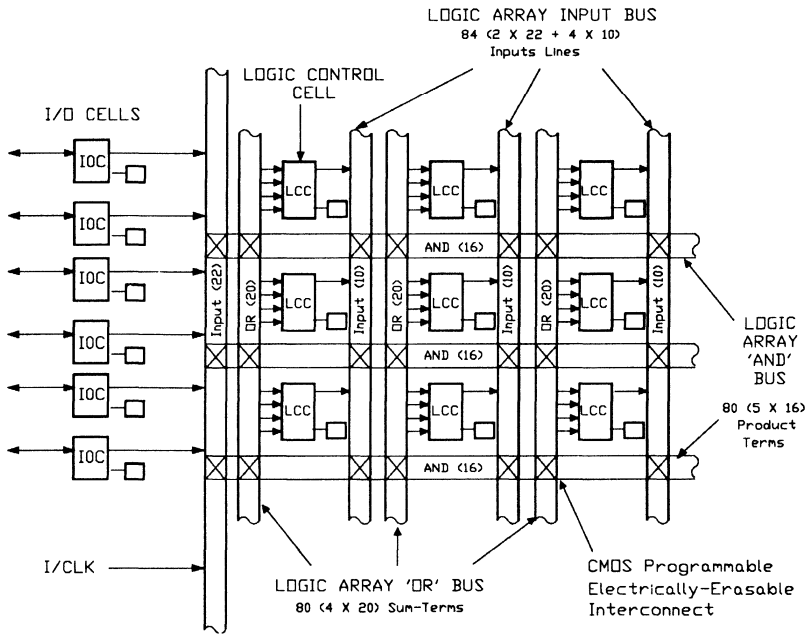 LOGIC ARRAY INPUT BUS
84 (2 X 22 + 4 X 10)
Inputs Lines
LOGIC CONTROL
CELL
I/O CELLS
IOC
LCC
LCC
LCC
IOC
AND (16)
IOC
Input (22)
OR (20)
LCC
Input (10)
OR (20)
LCC
Input (10)
OR (20)
LCC
Input (10)
IOC
AND (16)
LOGIC
ARRAY
'AND'
BUS
80 (5 X 16)
Product
Terms
IOC
LCC
LCC
LCC
IOC
AND (16)
I/CLK
LOGIC ARRAY 'OR' BUS
80 (4 X 20) Sum-Terms
CMOS Programmable
Electrically-Erasable
Interconnect